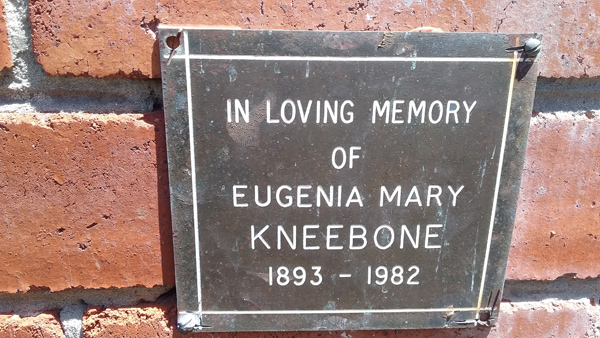 IN LOVING MEMORY
OF
EUGENIA MARY
KNEEBONE
1893 – 1982